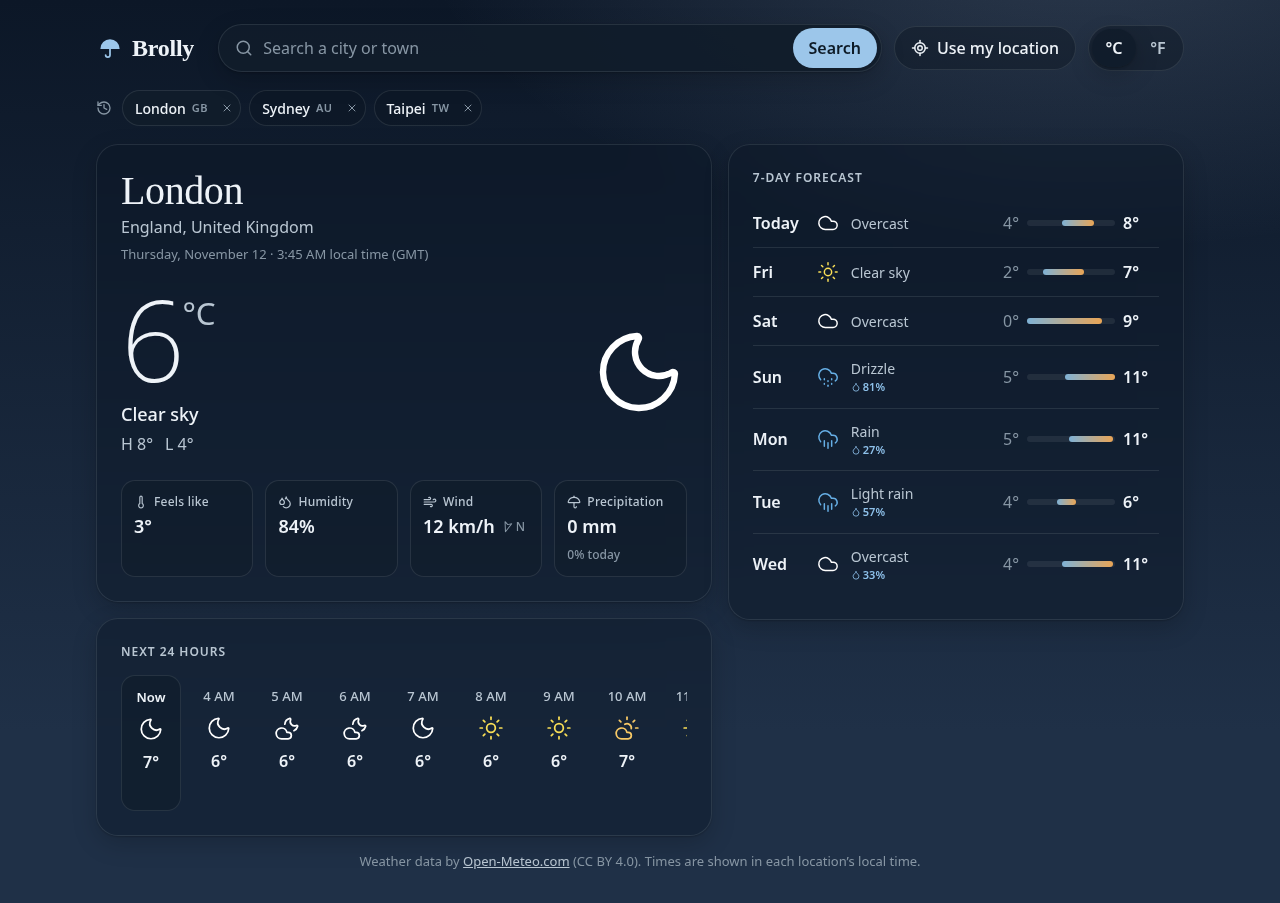 Brolly
Search a city or town
Search
Use my location
°C
°F
London GB
Sydney AU
Taipei TW
London
England, United Kingdom
Thursday, November 12 · 3:45 AM local time (GMT)
6°C
Clear sky
H 8° L 4°
Feels like
3°
Humidity
84%
Wind
12 km/h N
Precipitation
0 mm
0% today
NEXT 24 HOURS
Now 4 AM 5 AM 6 AM 7 AM 8 AM 9 AM 10 AM 11
7° 6° 6° 6° 6° 6° 6° 7°
7-DAY FORECAST
Today Overcast 4° 8°
Fri Clear sky 2° 7°
Sat Overcast 0° 9°
Sun Drizzle 81% 5° 11°
Mon Rain 27% 5° 11°
Tue Light rain 57% 4° 6°
Wed Overcast 33% 4° 11°
Weather data by Open-Meteo.com (CC BY 4.0). Times are shown in each location's local time.